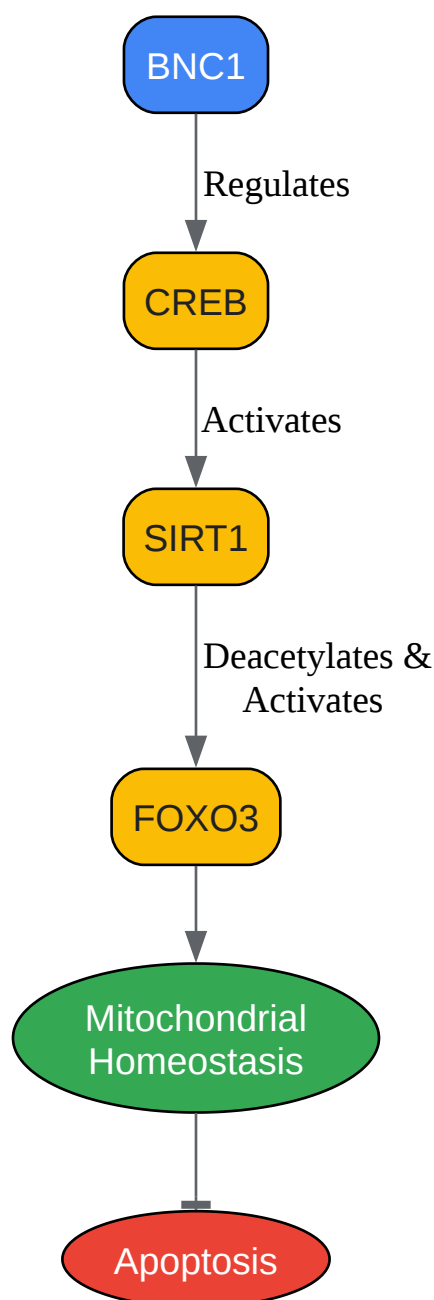 BNC1
Regulates
CREB
Activates
SIRT1
Deacetylates &
Activates
FOXO3
Mitochondrial
Homeostasis
Apoptosis